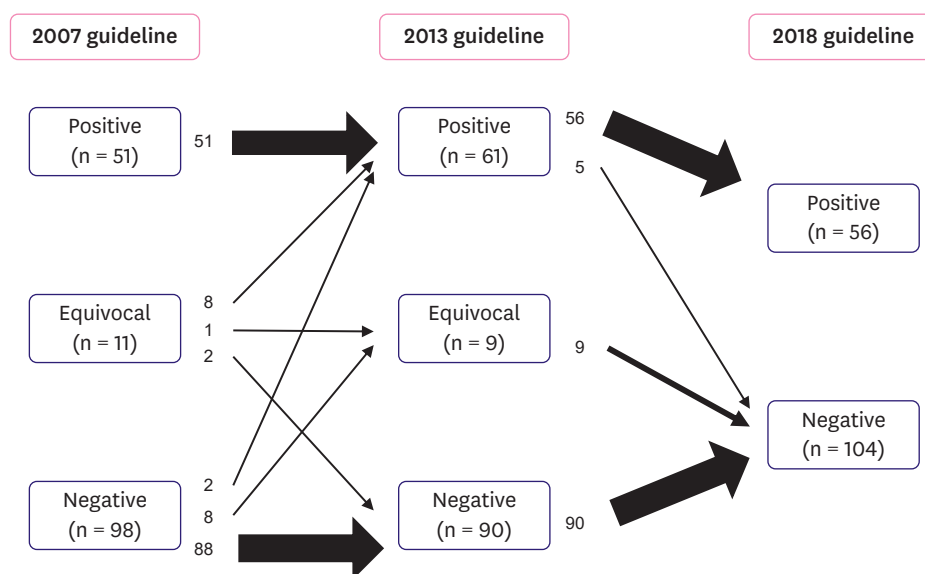 2007 guideline
2013 guideline
2018 guideline
Positive
(n = 51)
51
Positive
(n = 61)
56
5
Positive
(n = 56)
Equivocal
(n = 11)
8
1
2
Equivocal
(n = 9)
9
Negative
(n = 104)
Negative
(n = 98)
2
8
88
Negative
(n = 90)
90